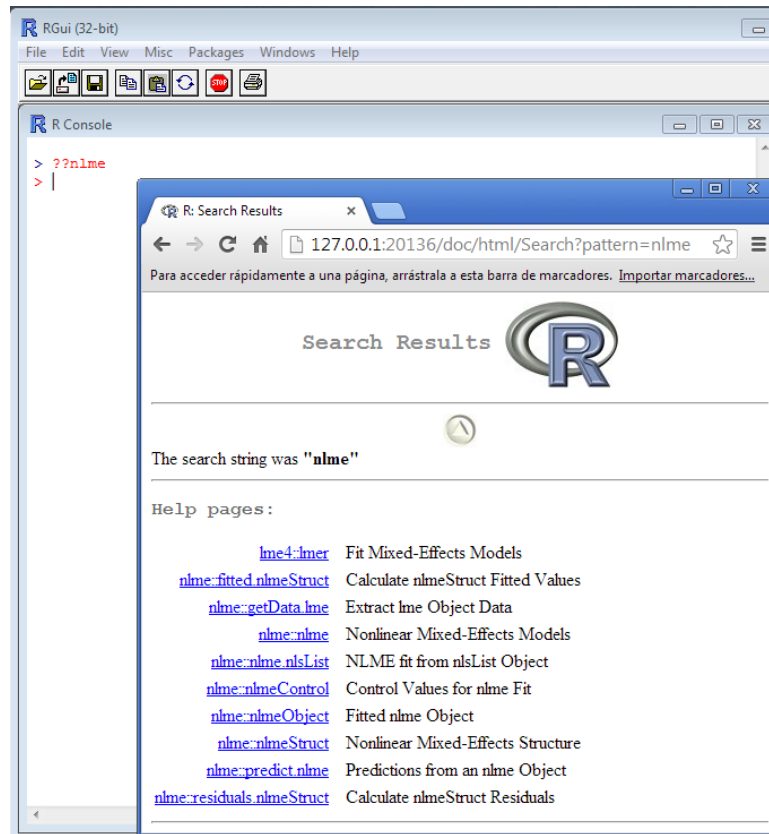 RGui (32-bit)
File Edit View Misc Packages Windows Help
STOP
R Console
> ??nlme
>
R: Search Results
127.0.0.1:20136/doc/html/Search?pattern=nlme
Para acceder rápidamente a una página, arrástrala a esta barra de marcadores. Importar marcadores...
Search Results R
The search string was "nlme"
Help pages:
lme4::lmer Fit Mixed-Effects Models
nlme::fitted.nlmeStruct Calculate nlmeStruct Fitted Values
nlme::getData.lme Extract lme Object Data
nlme::nlme Nonlinear Mixed-Effects Models
nlme::nlme.nlsList NLME fit from nlsList Object
nlme::nlmeControl Control Values for nlme Fit
nlme::nlmeObject Fitted nlme Object
nlme::nlmeStruct Nonlinear Mixed-Effects Structure
nlme::predict.nlme Predictions from an nlme Object
nlme::residuals.nlmeStruct Calculate nlmeStruct Residuals